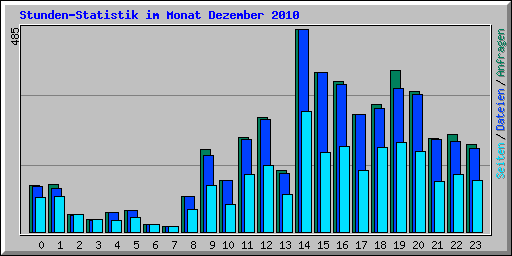 Stunden-Statistik im Monat Dezember 2010
485
Seiten / Dateien / Anfragen
0 1 2 3 4 5 6 7 8 9 10 11 12 13 14 15 16 17 18 19 20 21 22 23